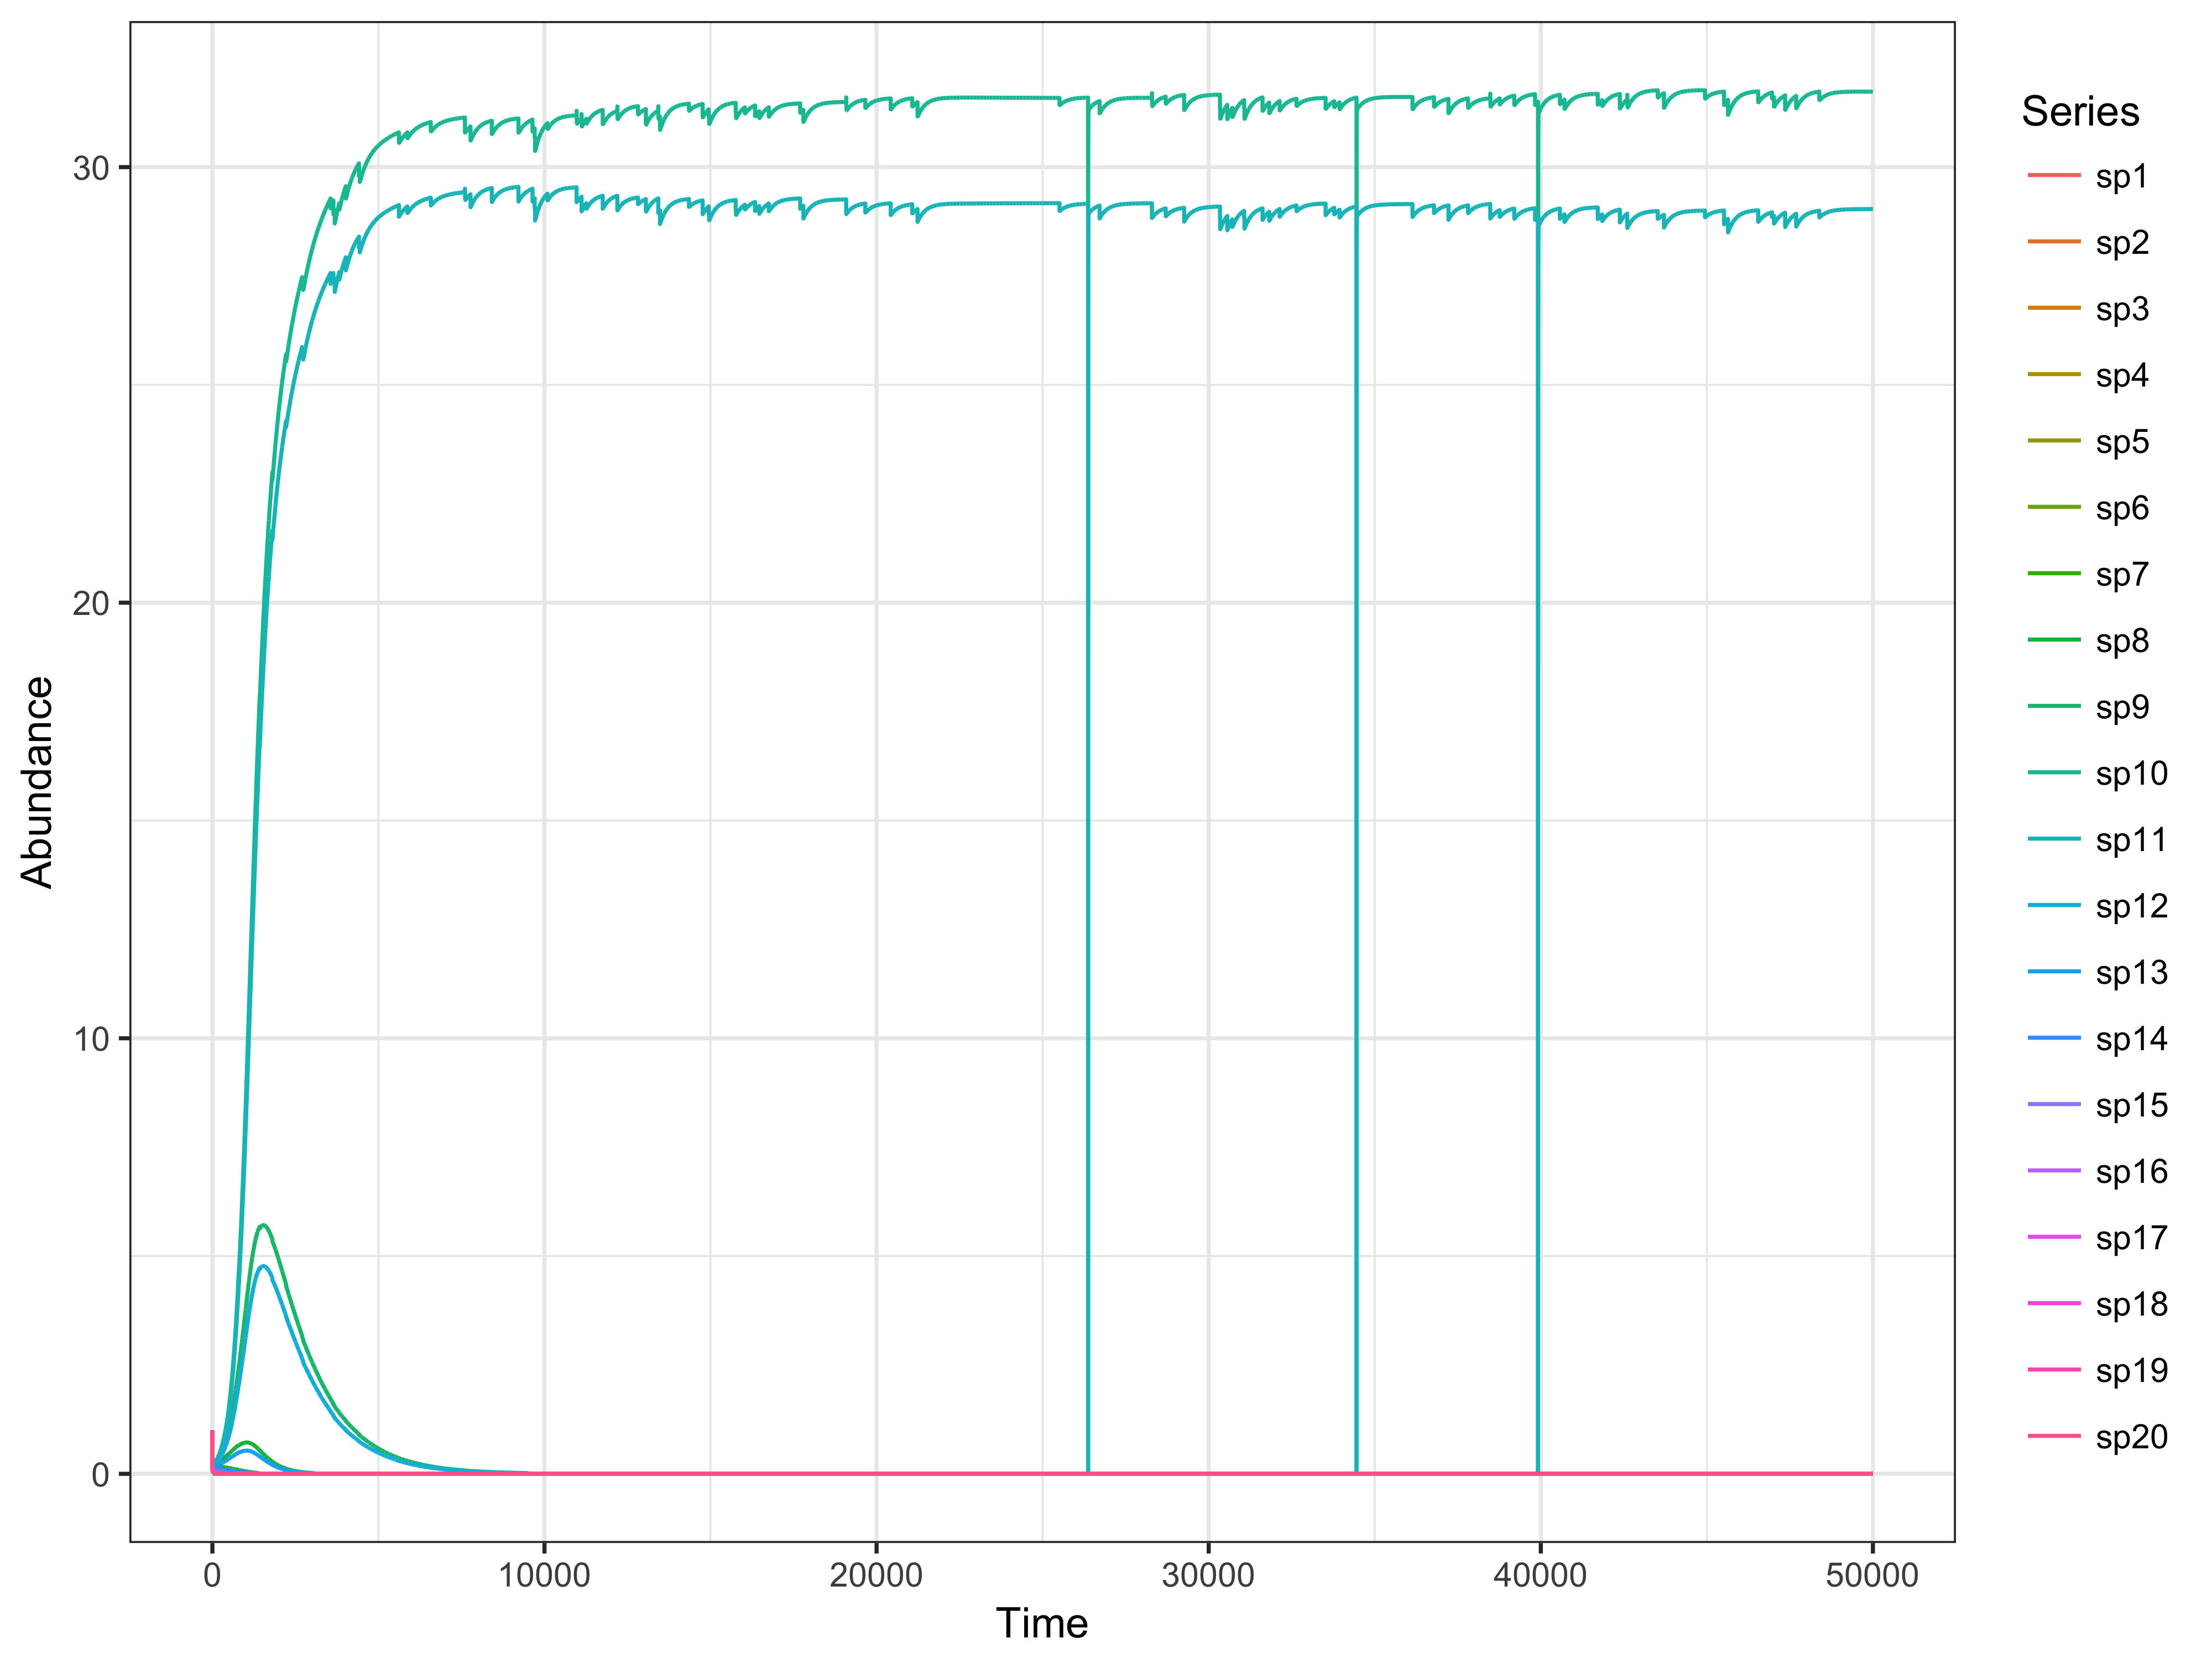 Abundance
30
20
10
0
0 10000 20000 30000 40000 50000
Time
Series
sp1
sp2
sp3
sp4
sp5
sp6
sp7
sp8
sp9
sp10
sp11
sp12
sp13
sp14
sp15
sp16
sp17
sp18
sp19
sp20